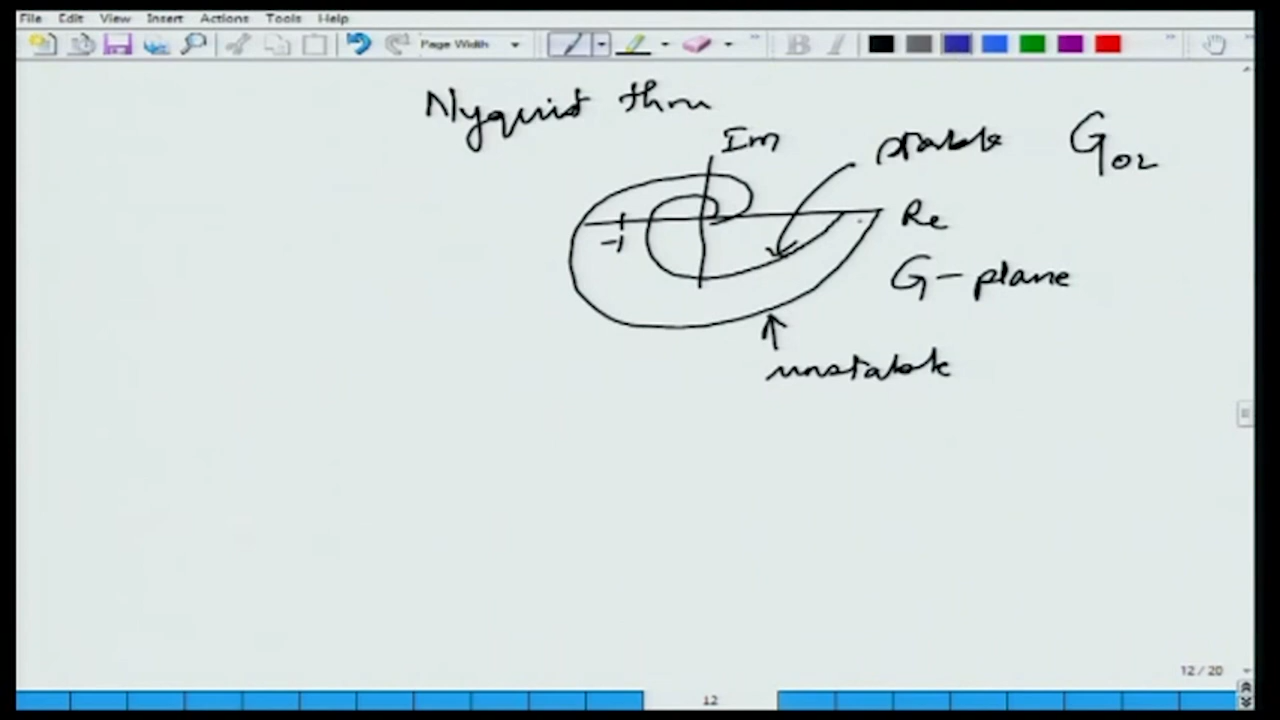 File Edit View Insert Actions Tools Help
Page Width
Nyquist thm
Im
stable
G_OL
-1
Re
G-plane
unstable
12 / 20
12